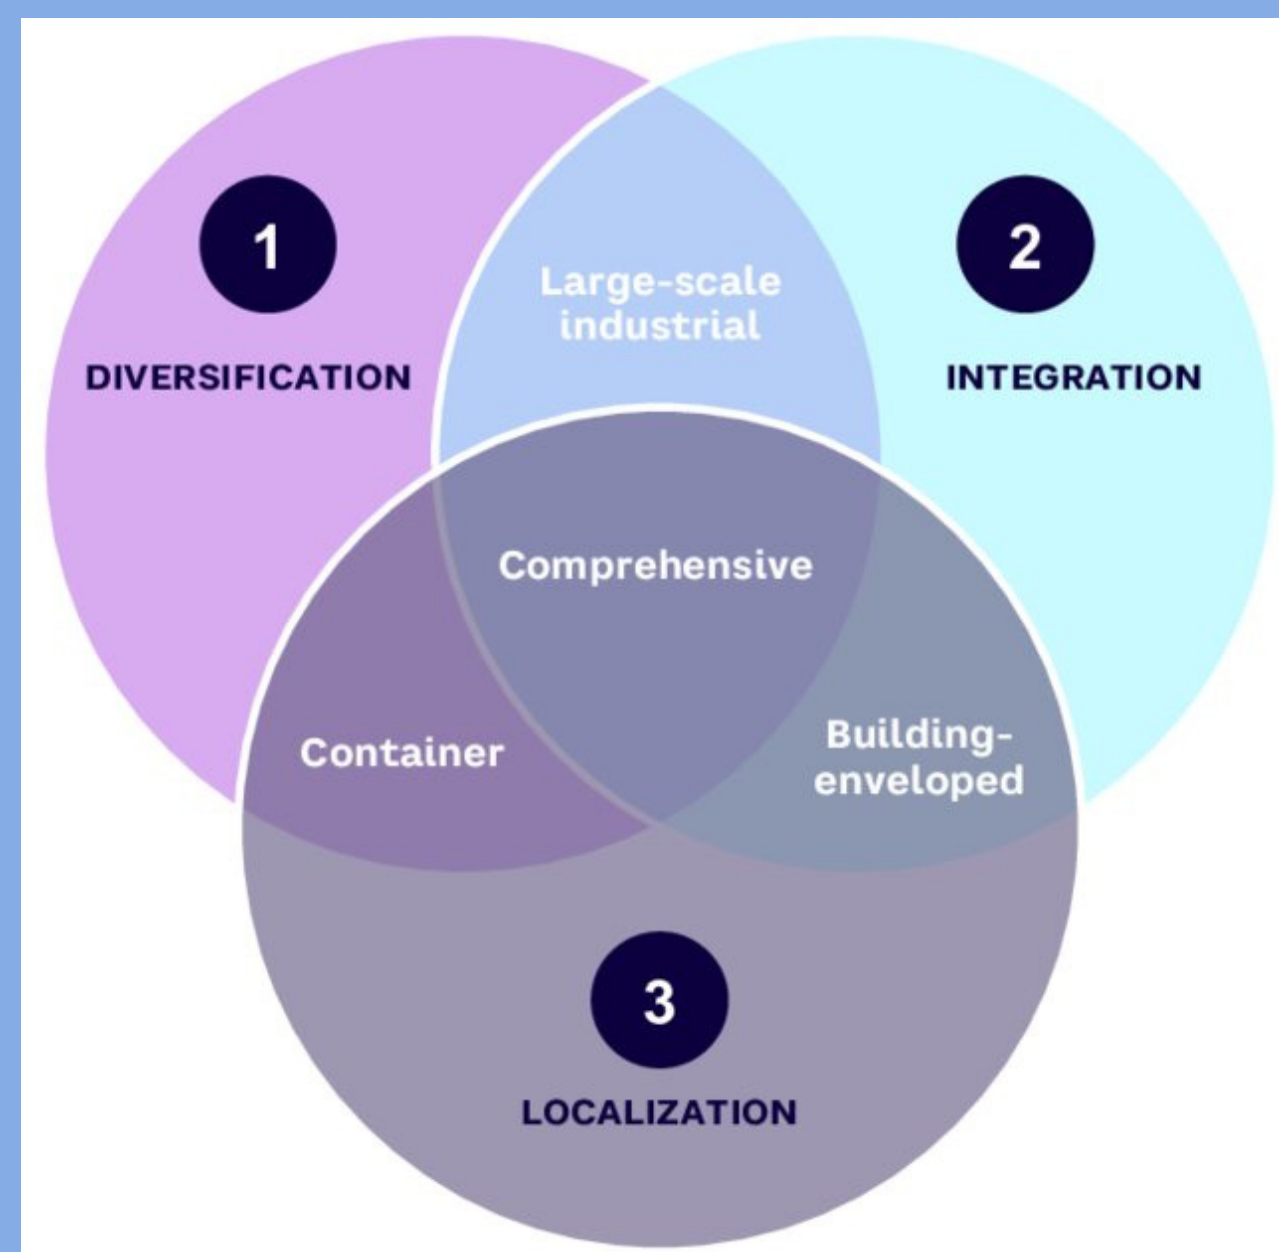 1
2
Large-scale
industrial
DIVERSIFICATION
INTEGRATION
Comprehensive
Container
Building-
enveloped
3
LOCALIZATION